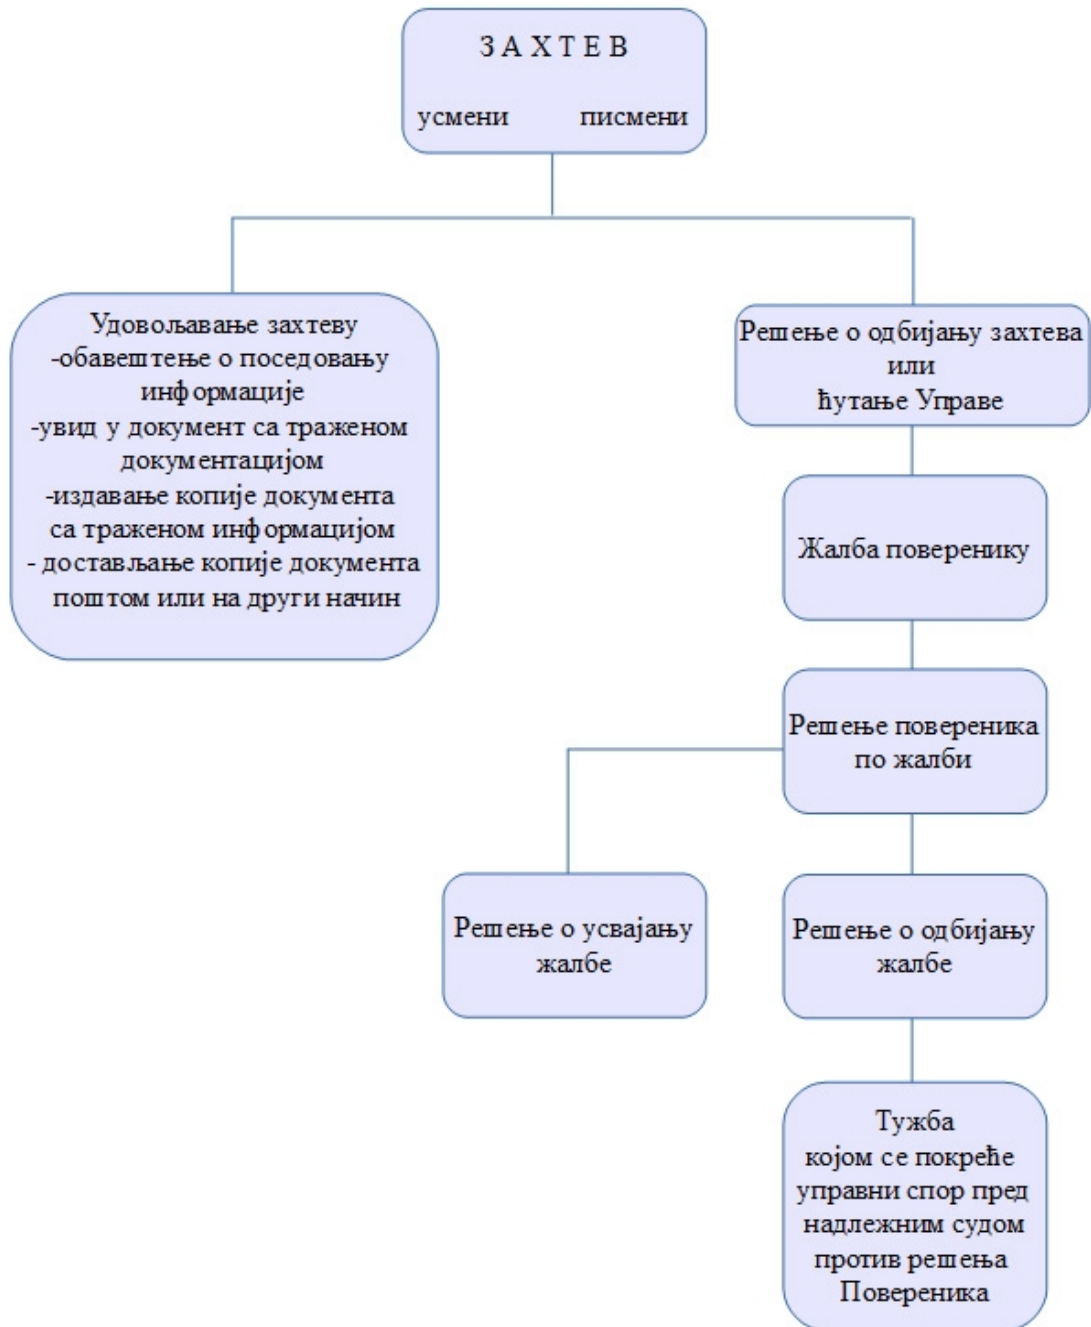 З А Х Т Е В
усмени писмени
Удовољавање захтеву
-обавештење о поседовању
информације
-увид у документ са траженом
документацијом
-издавање копије документа
са траженом информацијом
- достављање копије документа
поштом или на други начин
Решење о одбијању захтева
или
ћутање Управе
Жалба поверенику
Решење повереника
по жалби
Решење о усвајању
жалбе
Решење о одбијању
жалбе
Тужба
којом се покреће
управни спор пред
надлежним судом
против решења
Повереника